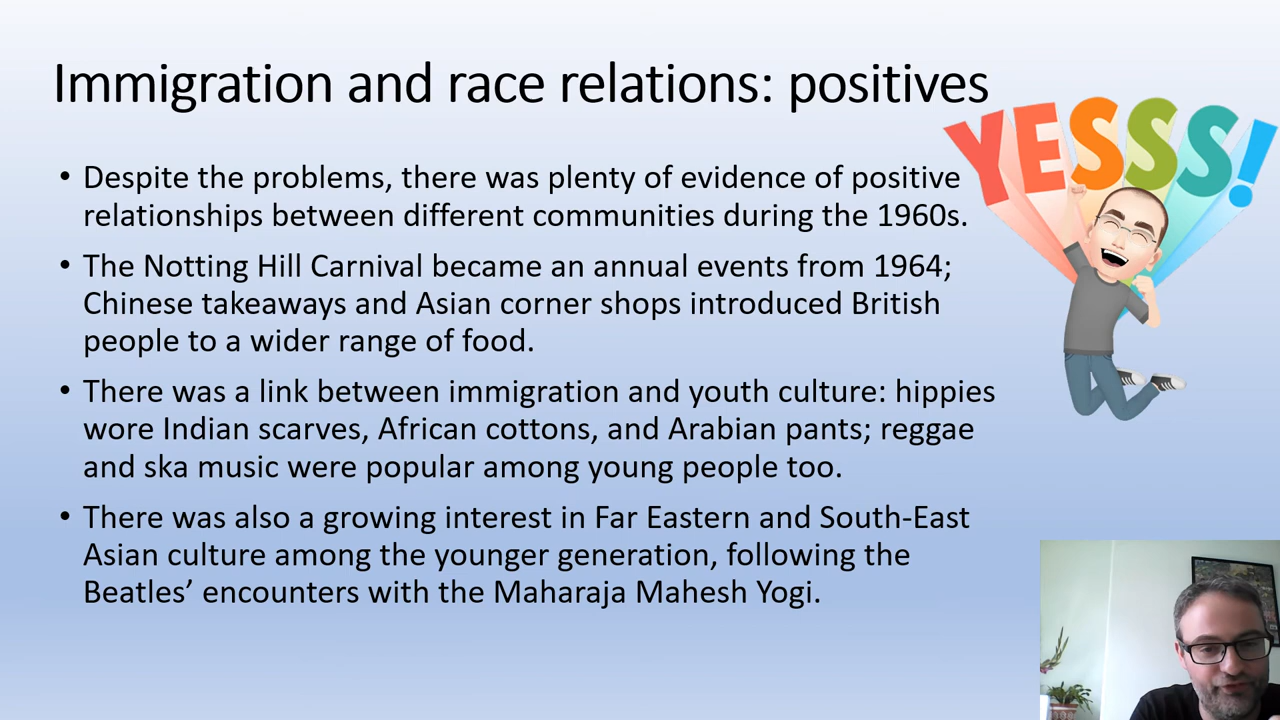 Immigration and race relations: positives
YESSS!
• Despite the problems, there was plenty of evidence of positive
relationships between different communities during the 1960s.
• The Notting Hill Carnival became an annual events from 1964;
Chinese takeaways and Asian corner shops introduced British
people to a wider range of food.
• There was a link between immigration and youth culture: hippies
wore Indian scarves, African cottons, and Arabian pants; reggae
and ska music were popular among young people too.
• There was also a growing interest in Far Eastern and South-East
Asian culture among the younger generation, following the
Beatles’ encounters with the Maharaja Mahesh Yogi.